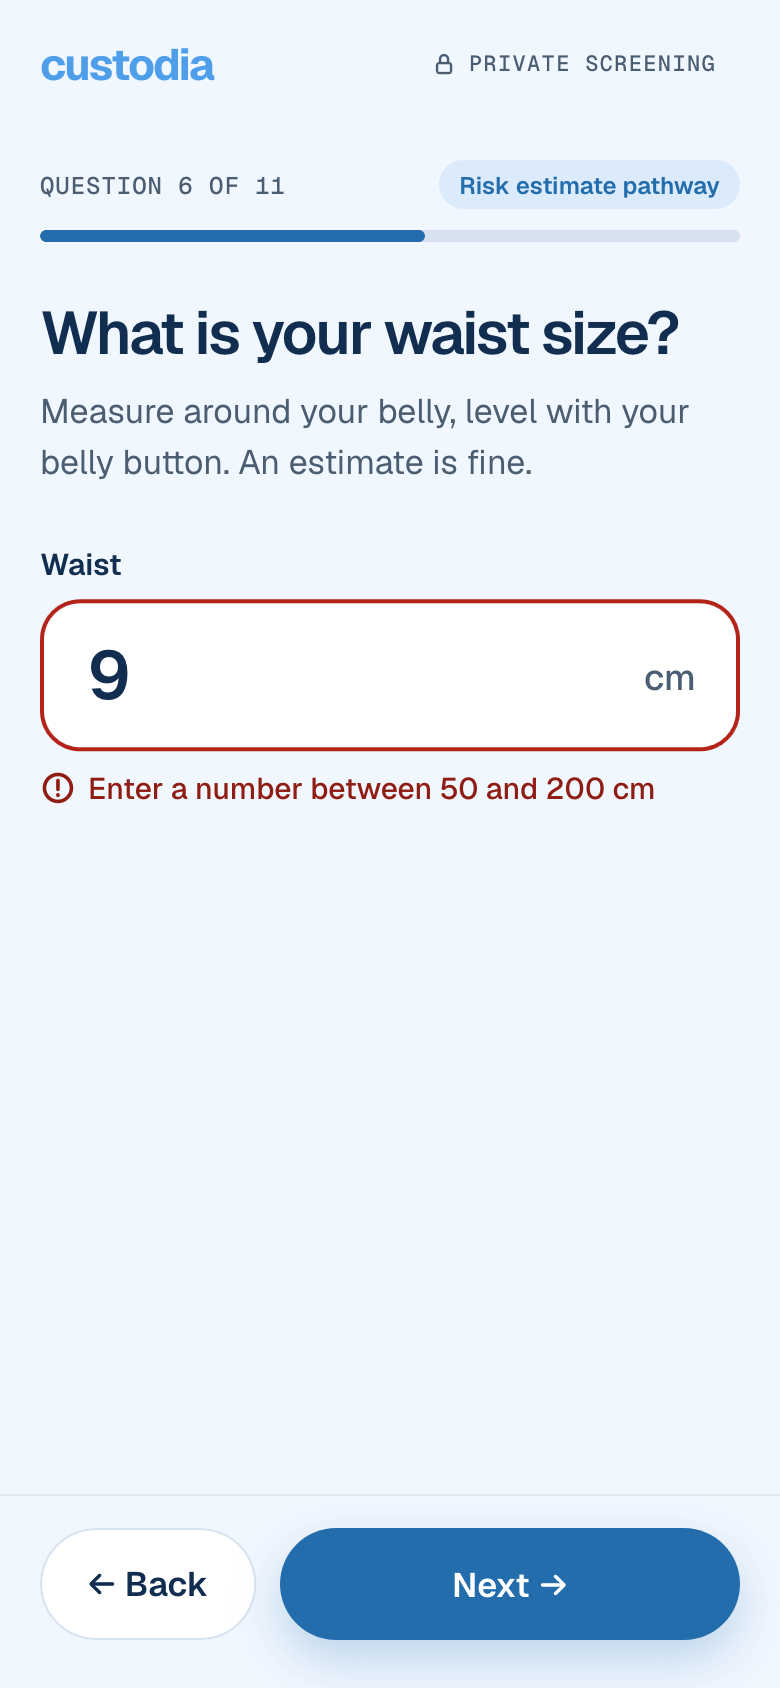 custodia
PRIVATE SCREENING
QUESTION 6 OF 11
Risk estimate pathway
What is your waist size?
Measure around your belly, level with your
belly button. An estimate is fine.
Waist
9
cm
Enter a number between 50 and 200 cm
← Back
Next →